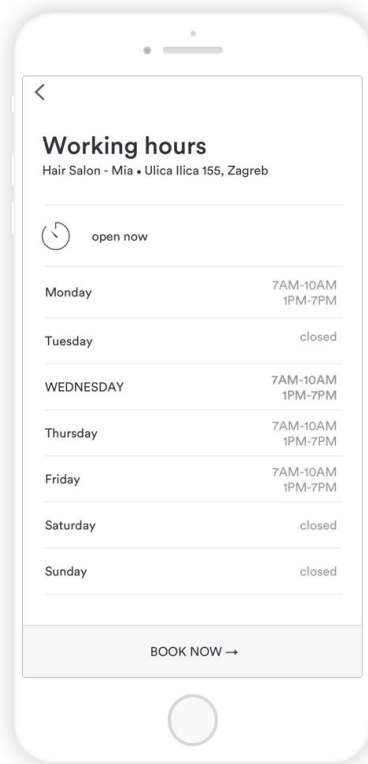 Working hours
Hair Salon - Mia • Ulica Ilica 155, Zagreb
open now
Monday
7AM-10AM
1PM-7PM
Tuesday
closed
WEDNESDAY
7AM-10AM
1PM-7PM
Thursday
7AM-10AM
1PM-7PM
Friday
7AM-10AM
1PM-7PM
Saturday
closed
Sunday
closed
BOOK NOW →